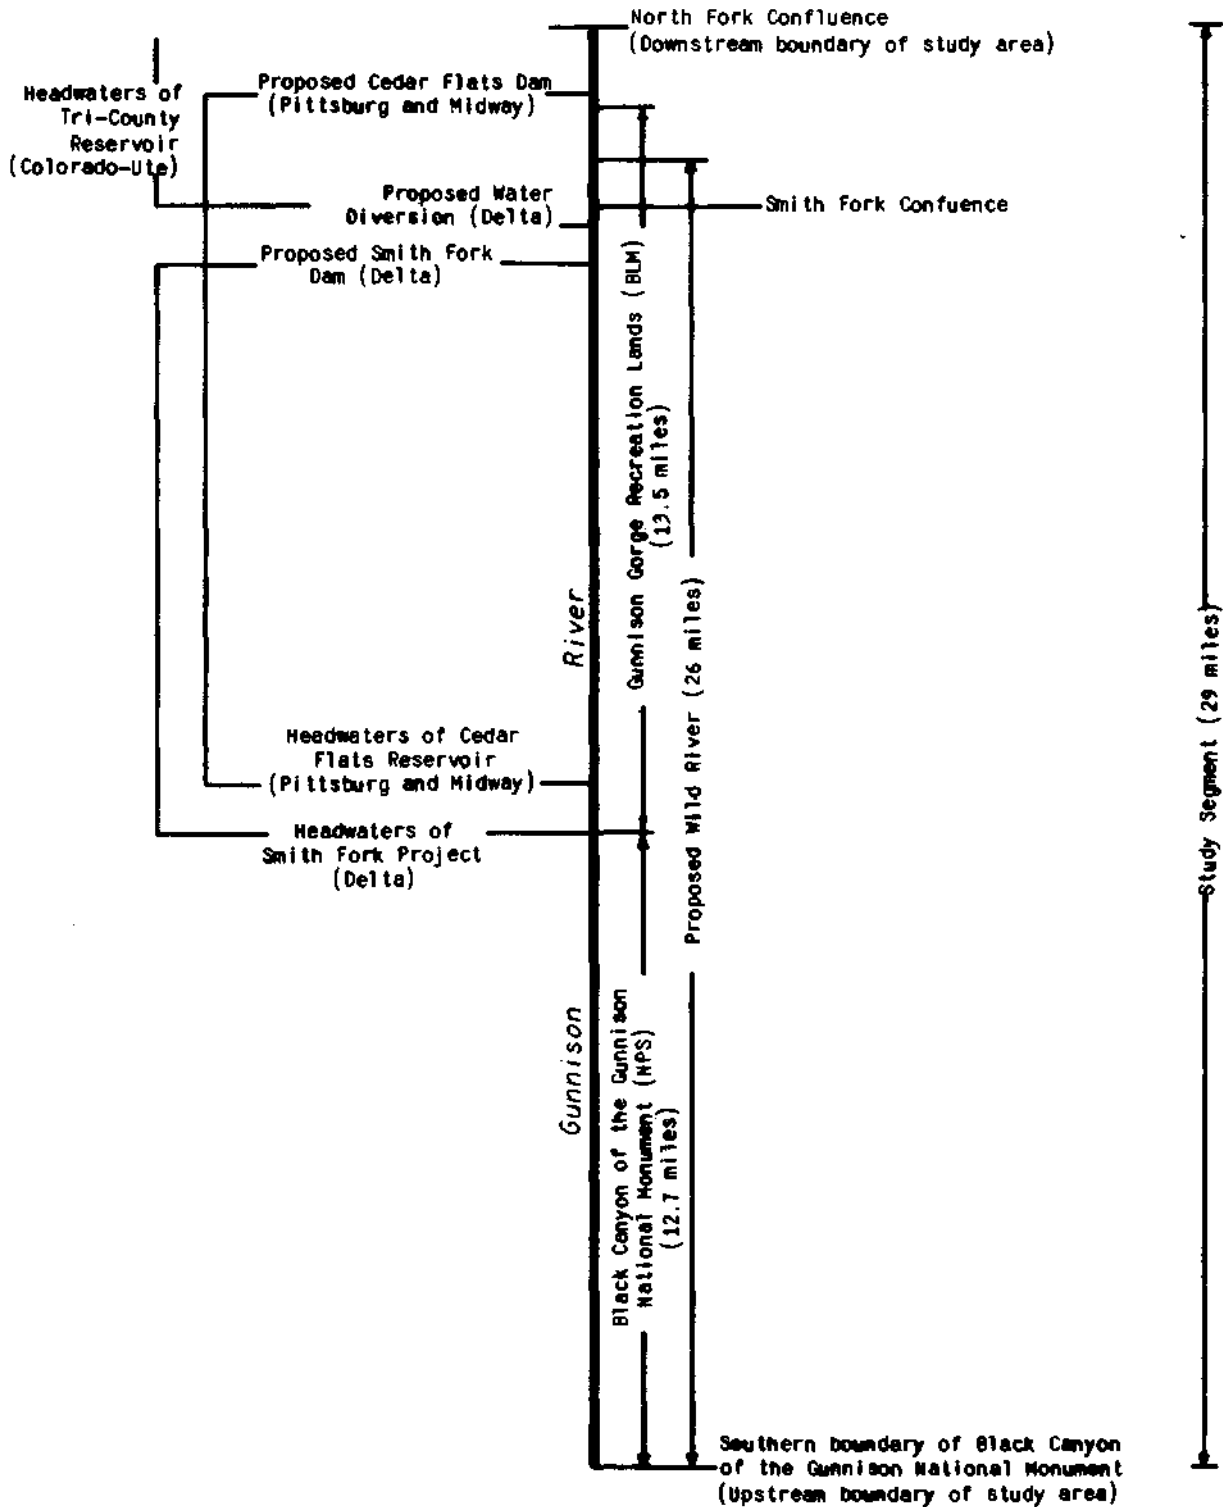 North Fork Confluence
(Downstream boundary of study area)
Headwaters of
Tri-County
Reservoir
(Colorado-Ute)
Proposed Cedar Flats Dam
(Pittsburg and Midway)
Proposed Water
Diversion (Delta)
Smith Fork Confuence
Proposed Smith Fork
Dam (Delta)
Gunnison Gorge Recreation Lands (BLM)
(13.5 miles)
River
Proposed Wild River (26 miles)
Study Segment (29 miles)
Headwaters of Cedar
Flats Reservoir
(Pittsburg and Midway)
Headwaters of
Smith Fork Project
(Delta)
Gunnison
Black Canyon of the Gunnison
National Monument (NPS)
(12.7 miles)
Southern boundary of Black Canyon
of the Gunnison National Monument
(Upstream boundary of study area)